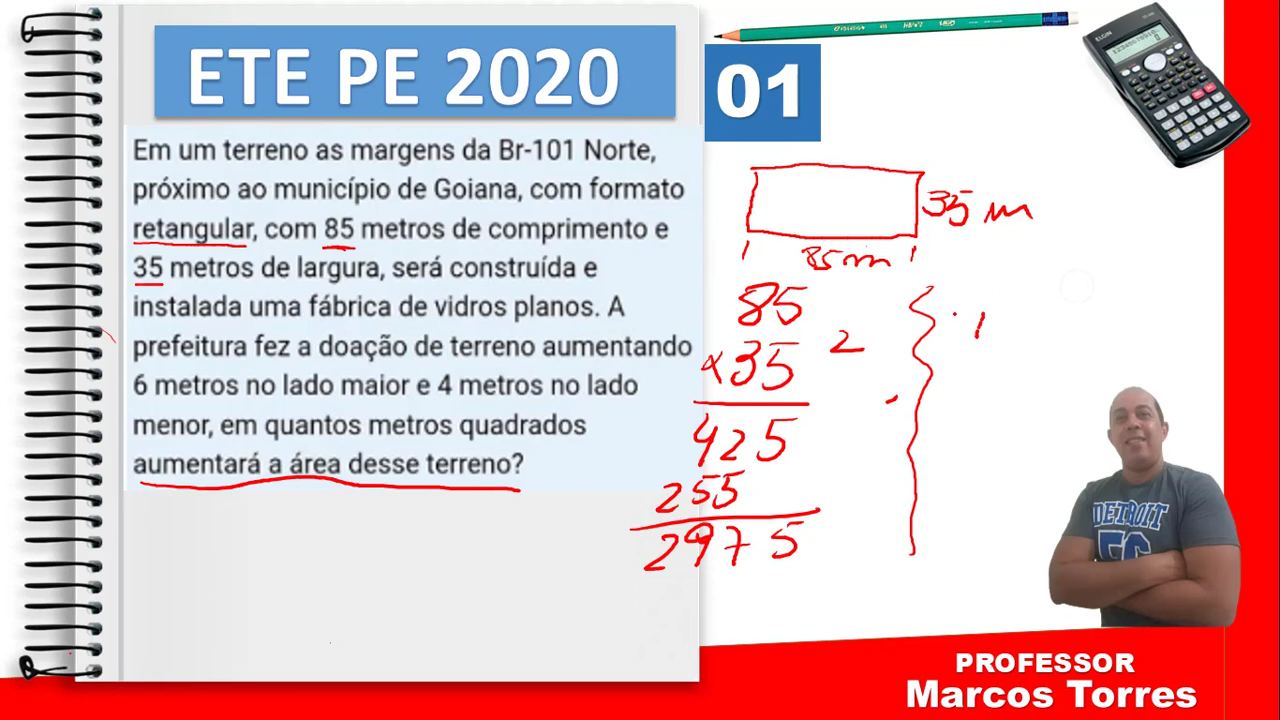 ETE PE 2020
01
Em um terreno as margens da Br-101 Norte,
próximo ao município de Goiana, com formato
retangular, com 85 metros de comprimento e
35 metros de largura, será construída e
instalada uma fábrica de vidros planos. A
prefeitura fez a doação de terreno aumentando
6 metros no lado maior e 4 metros no lado
menor, em quantos metros quadrados
aumentará a área desse terreno?
35 m
85 m
85
x35
2
425
255
2975
ELGIN
DETROIT
PROFESSOR
Marcos Torres